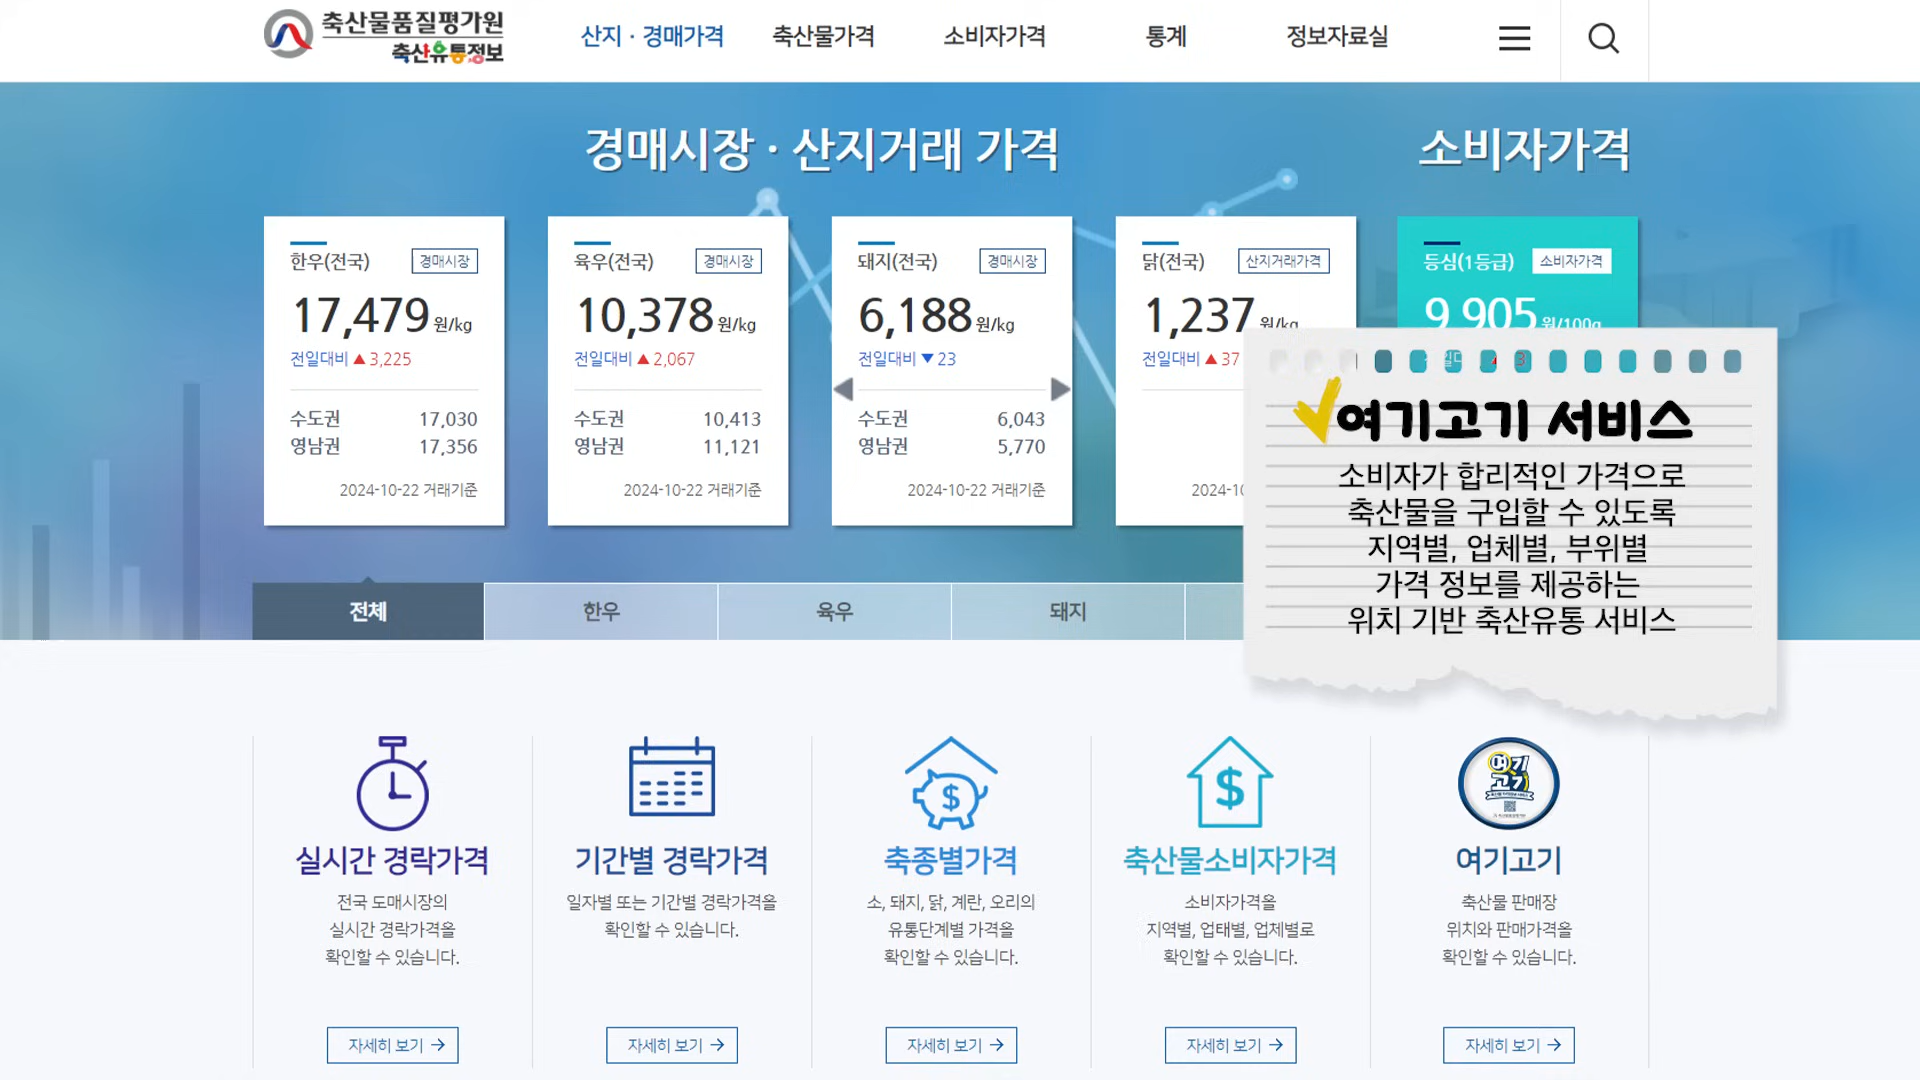 축산물품질평가원
축산유통정보
산지 · 경매가격
축산물가격
소비자가격
통계
정보자료실
경매시장 · 산지거래 가격
소비자가격
한우(전국)
경매시장
17,479 원/kg
전일대비 ▲ 3,225
수도권 17,030
영남권 17,356
2024-10-22 거래기준
육우(전국)
경매시장
10,378 원/kg
전일대비 ▲ 2,067
수도권 10,413
영남권 11,121
2024-10-22 거래기준
돼지(전국)
경매시장
6,188 원/kg
전일대비 ▼ 23
수도권 6,043
영남권 5,770
2024-10-22 거래기준
닭(전국)
산지거래가격
1,237 원/kg
전일대비 ▲ 37
2024-10
등심(1등급)
소비자가격
9,905 원/100g
여기고기 서비스
소비자가 합리적인 가격으로
축산물을 구입할 수 있도록
지역별, 업체별, 부위별
가격 정보를 제공하는
위치 기반 축산유통 서비스
전체
한우
육우
돼지
실시간 경락가격
전국 도매시장의
실시간 경락가격을
확인할 수 있습니다.
자세히 보기 →
기간별 경락가격
일자별 또는 기간별 경락가격을
확인할 수 있습니다.
자세히 보기 →
축종별가격
소, 돼지, 닭, 계란, 오리의
유통단계별 가격을
확인할 수 있습니다.
자세히 보기 →
축산물소비자가격
소비자가격을
지역별, 업태별, 업체별로
확인할 수 있습니다.
자세히 보기 →
여기
고기
여기고기
축산물 판매장
위치와 판매가격을
확인할 수 있습니다.
자세히 보기 →